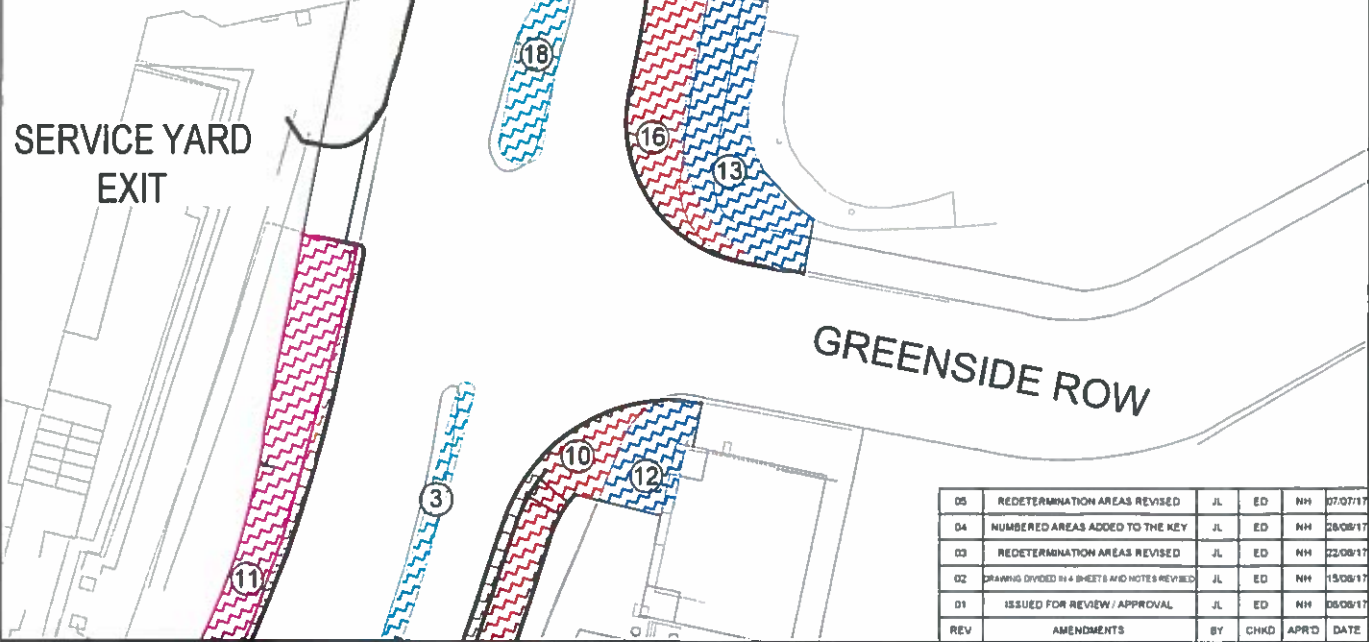 18
16
13
SERVICE YARD
EXIT
GREENSIDE ROW
10
12
3
11
05 REDETERMINATION AREAS REVISED JL ED NH 07/07/17
04 NUMBERED AREAS ADDED TO THE KEY JL ED NH
03 REDETERMINATION AREAS REVISED JL ED NH
02 DRAWING DIVIDED IN 4 SHEETS AND NOTES REVISED JL ED NH
01 ISSUED FOR REVIEW / APPROVAL JL ED NH
REV AMENDMENTS BY CHKD APR'D DATE